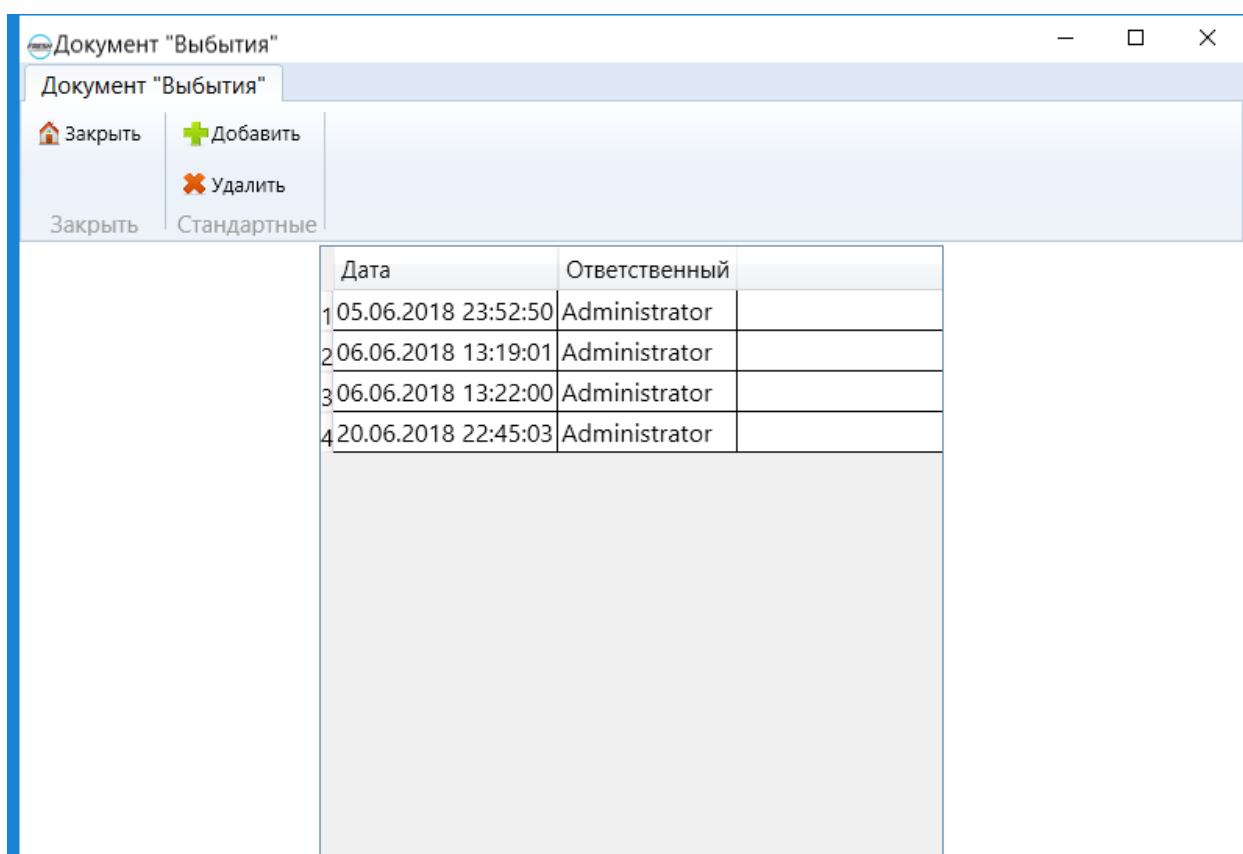 FRESH Документ "Выбытия"
Документ "Выбытия"
Закрыть Добавить
Удалить
Закрыть Стандартные
Дата Ответственный
1 05.06.2018 23:52:50 Administrator
2 06.06.2018 13:19:01 Administrator
3 06.06.2018 13:22:00 Administrator
4 20.06.2018 22:45:03 Administrator